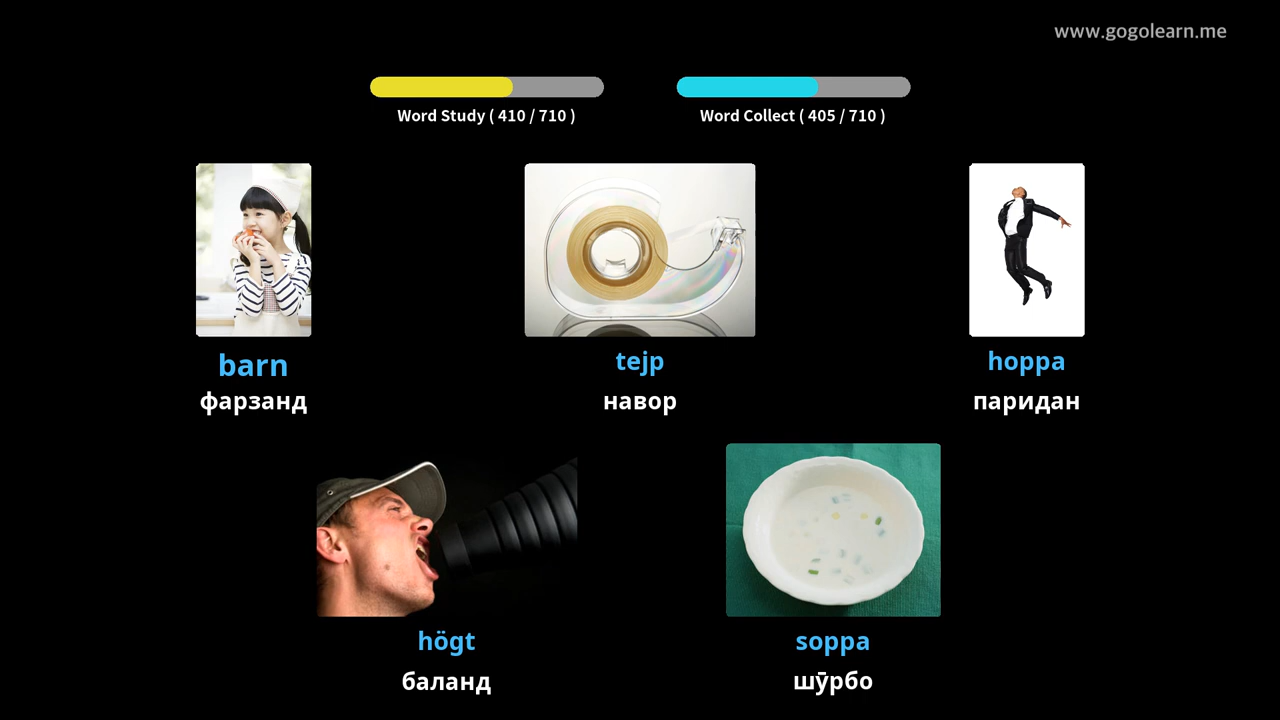 www.gogolearn.me
Word Study ( 410 / 710 )
Word Collect ( 405 / 710 )
barn
фарзанд
tejp
навор
hoppa
паридан
högt
баланд
soppa
шӯрбо